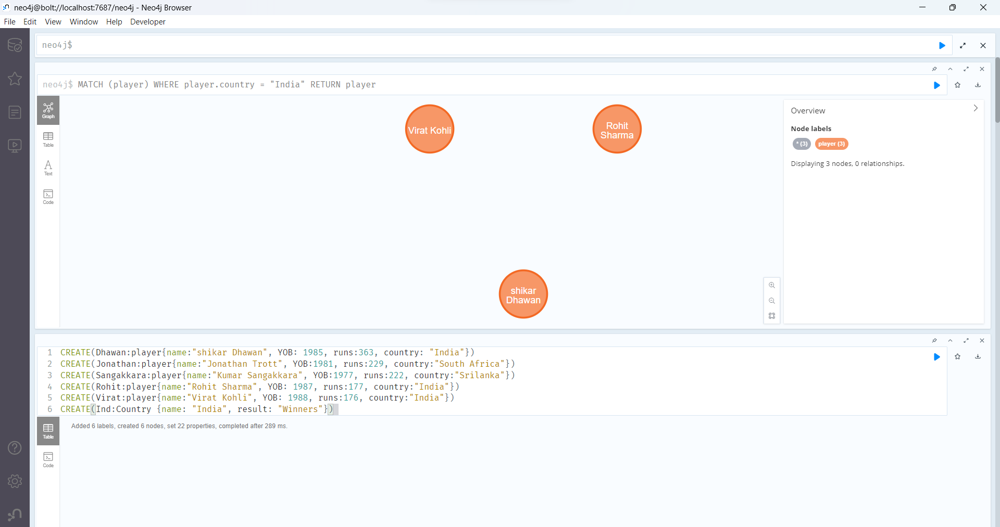 neo4j@bolt://localhost:7687/neo4j - Neo4j Browser
File Edit View Window Help Developer
neo4j$
neo4j$ MATCH (player) WHERE player.country = "India" RETURN player
Graph
Table
Text
Code
Virat Kohli
Rohit
Sharma
shikar
Dhawan
Overview
Node labels
* (3) player (3)
Displaying 3 nodes, 0 relationships.
1 CREATE(Dhawan:player{name:"shikar Dhawan", YOB: 1985, runs:363, country: "India"})
2 CREATE(Jonathan:player{name:"Jonathan Trott", YOB:1981, runs:229, country:"South Africa"})
3 CREATE(Sangakkara:player{name:"Kumar Sangakkara", YOB:1977, runs:222, country:"Srilanka"})
4 CREATE(Rohit:player{name:"Rohit Sharma", YOB: 1987, runs:177, country:"India"})
5 CREATE(Virat:player{name:"Virat Kohli", YOB: 1988, runs:176, country:"India"})
6 CREATE(Ind:Country {name: "India", result: "Winners"})
Table
Code
Added 6 labels, created 6 nodes, set 22 properties, completed after 289 ms.